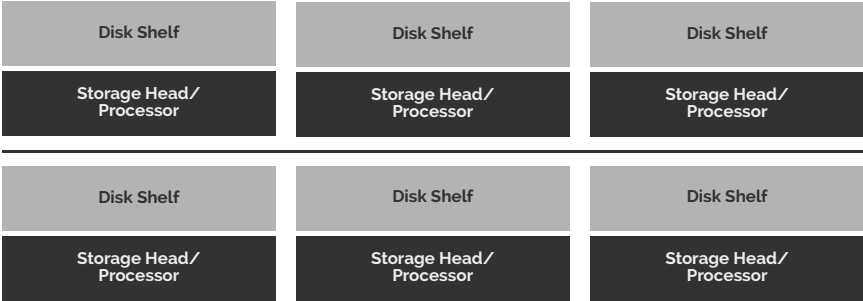 Disk Shelf
Disk Shelf
Disk Shelf
Storage Head/
Processor
Storage Head/
Processor
Storage Head/
Processor
Disk Shelf
Disk Shelf
Disk Shelf
Storage Head/
Processor
Storage Head/
Processor
Storage Head/
Processor